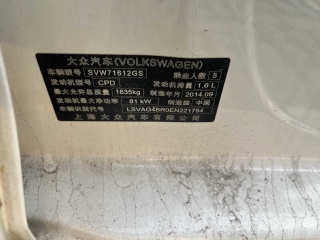 大众汽车(VOLKSWAGEN)
车辆型号 SVW71612GS 乘坐人数 5
发动机型号 CPD 发动机排量 1.6 L
最大允许总质量 1635kg 制造年月 2014.09
发动机最大净功率 81 kW 制造国 中国
车辆识别代号 LSVAG4BR0EN221754
上海大众汽车有限公司